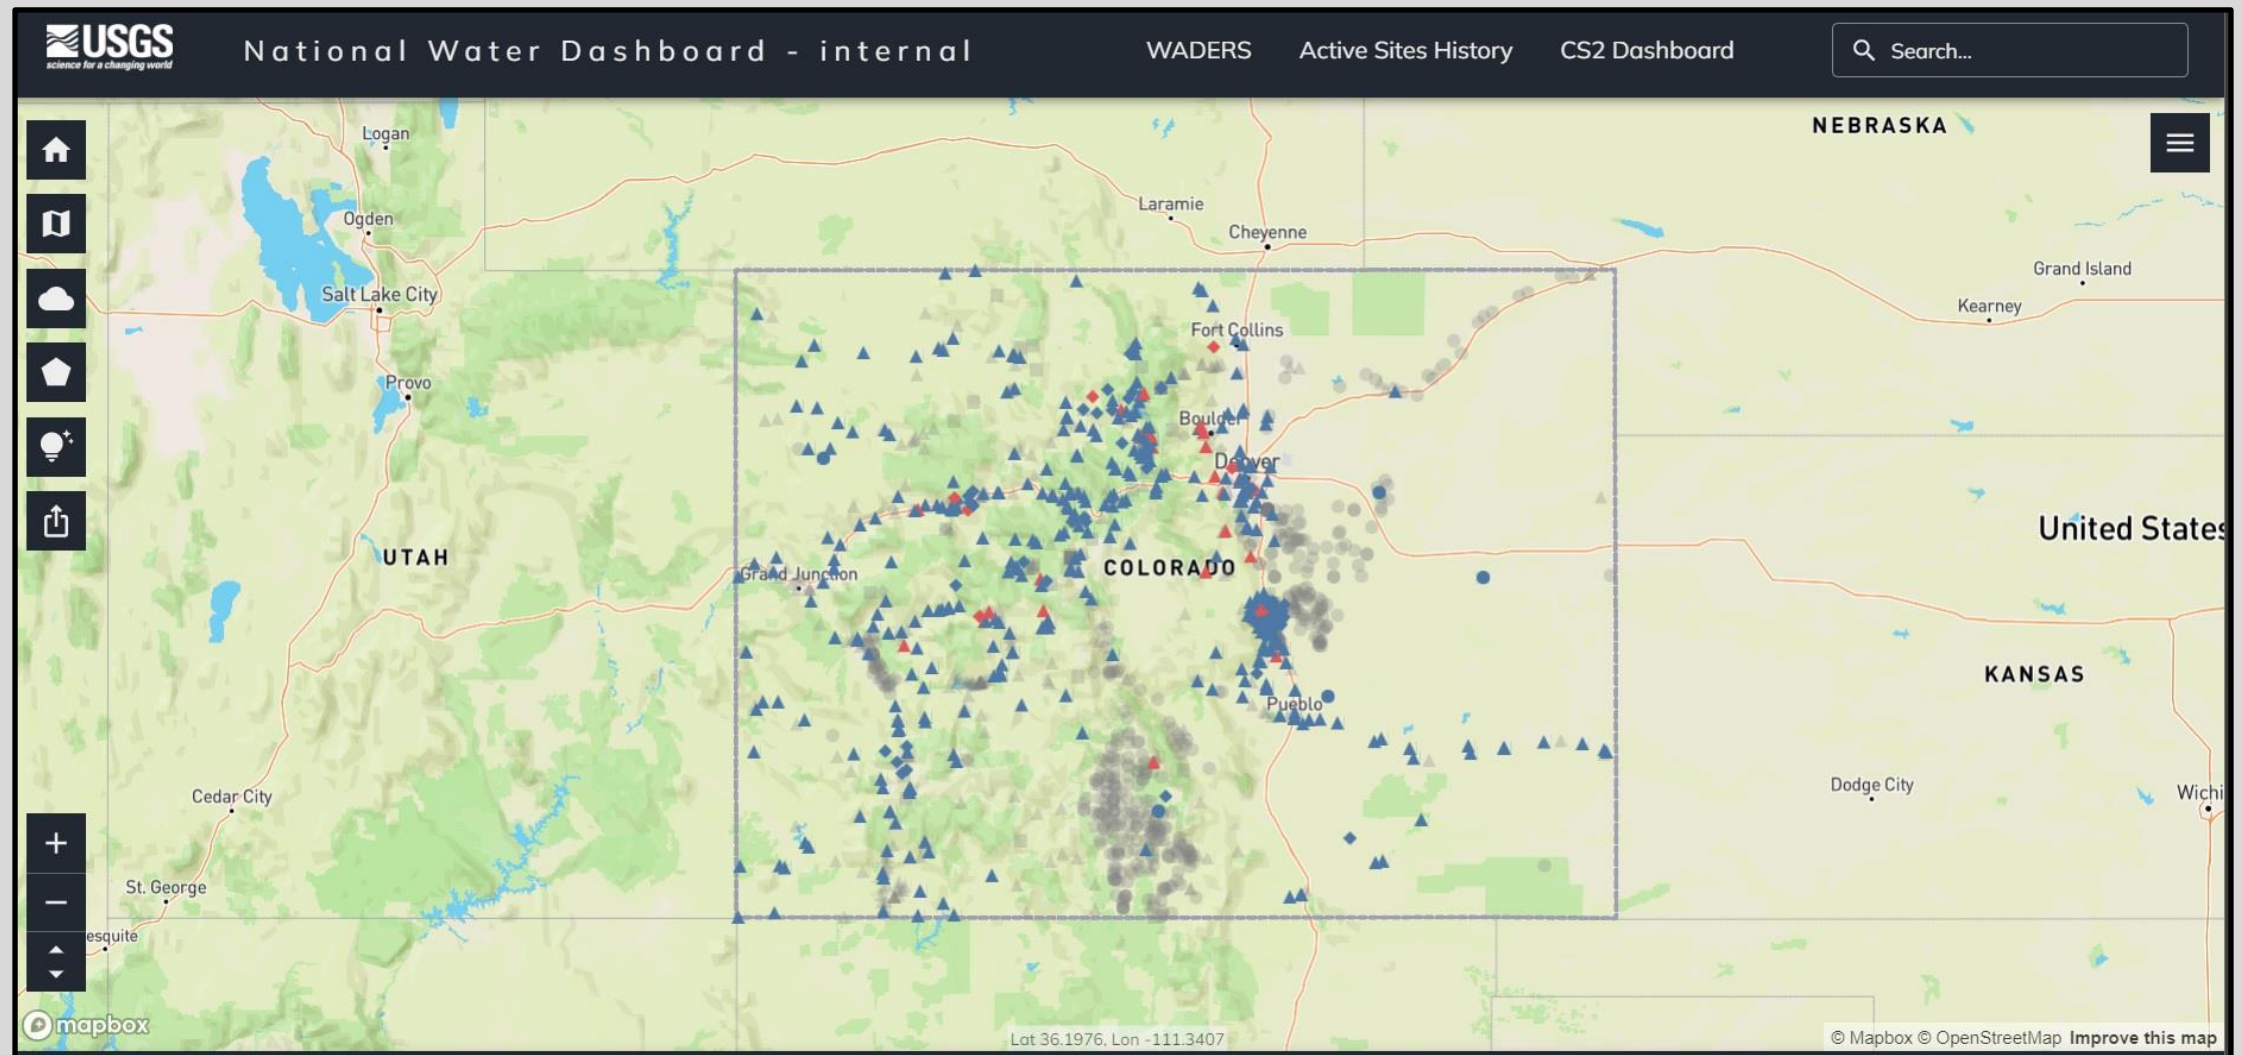 USGS
science for a changing world
National Water Dashboard - internal
WADERS
Active Sites History
CS2 Dashboard
Search...
NEBRASKA
Logan
Laramie
Ogden
Cheyenne
Grand Island
Salt Lake City
Kearney
Fort Collins
Provo
Boulder
Denver
United States
UTAH
COLORADO
Grand Junction
KANSAS
Pueblo
Dodge City
Cedar City
Wichi
St. George
esquite
mapbox
Lat 36.1976, Lon -111.3407
© Mapbox © OpenStreetMap Improve this map